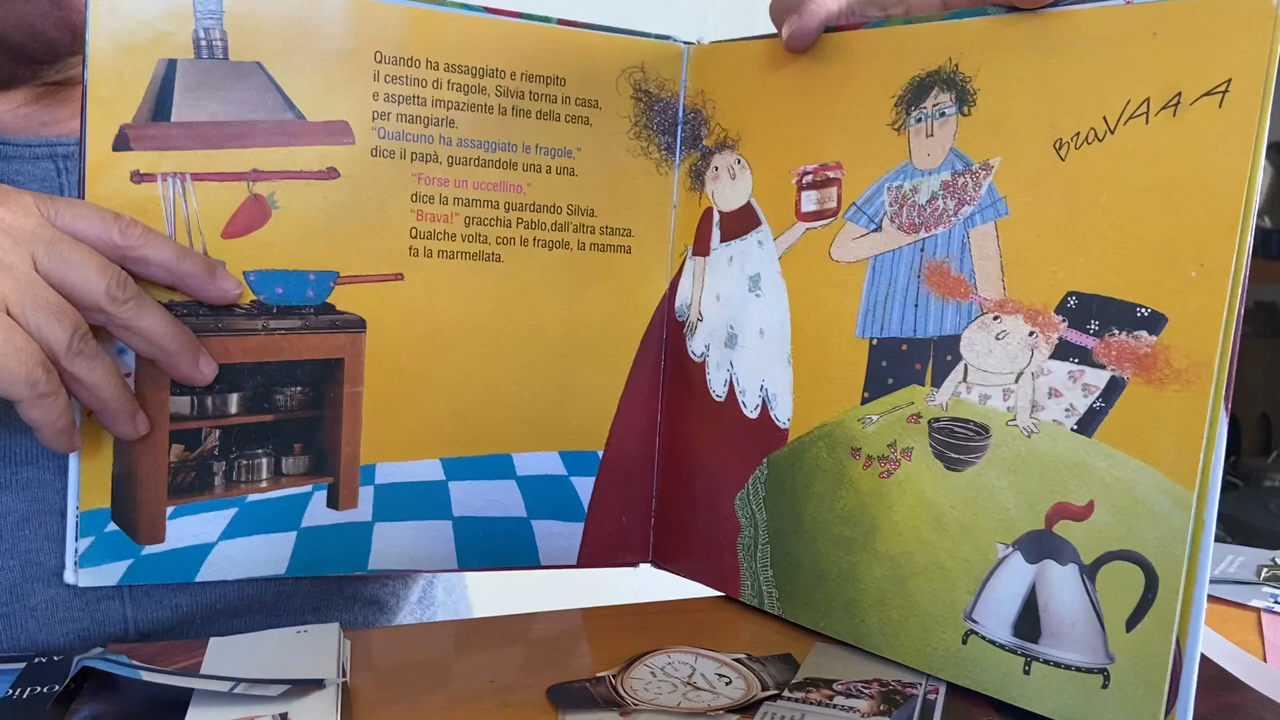 Quando ha assaggiato e riempito
il cestino di fragole, Silvia torna in casa,
e aspetta impaziente la fine della cena,
per mangiarle.
"Qualcuno ha assaggiato le fragole,"
dice il papà, guardandole una a una.
"Forse un uccellino,"
dice la mamma guardando Silvia.
"Brava!" gracchia Pablo,dall'altra stanza.
Qualche volta, con le fragole, la mamma
fa la marmellata.
BraVAAA